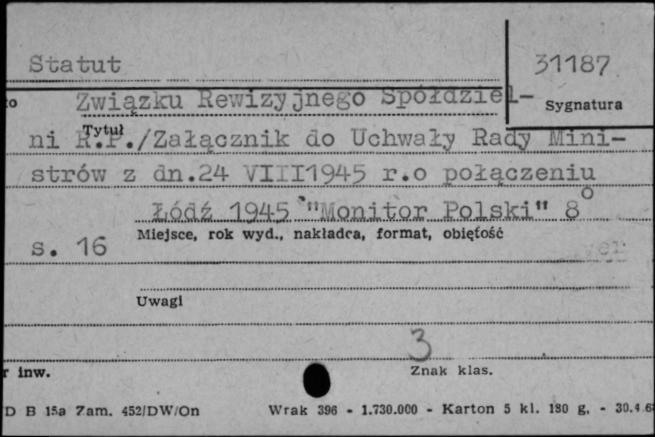 Statut
31187
Związku Rewizyjnego Spółdziel-
Sygnatura
Tytuł
ni R.P./Załącznik do Uchwały Rady Mini-
strów z dn.24 VIII1945 r.o połączeniu
Łódź 1945 "Monitor Polski" 8°
Miejsce, rok wyd., nakładca, format, obiętość
s. 16
Uwagi
3
r inw.
Znak klas.
D B 15a Zam. 452/DW/On
Wrak 396 - 1.730.000 - Karton 5 kl. 180 g. - 30.4.6